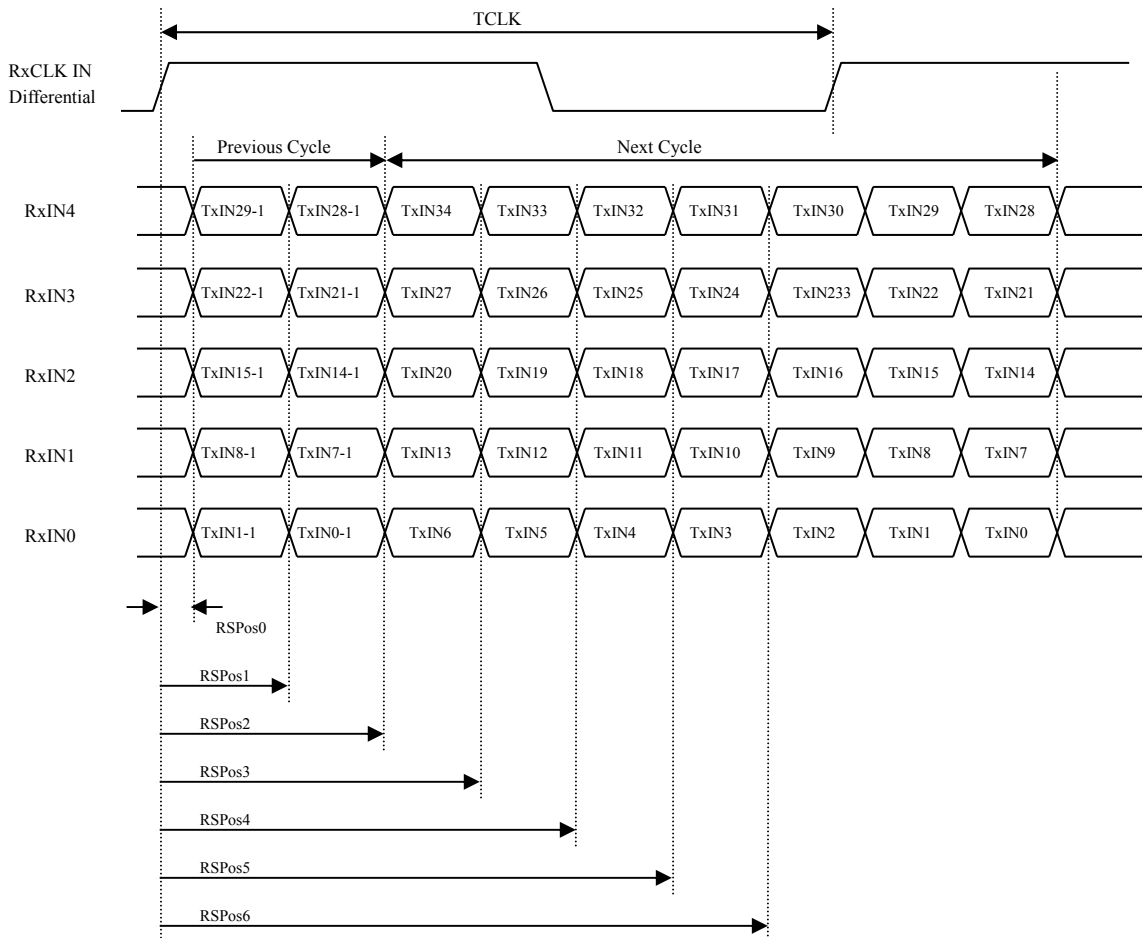 TCLK
RxCLK IN
Differential
Previous Cycle Next Cycle
RxIN4 TxIN29-1 TxIN28-1 TxIN34 TxIN33 TxIN32 TxIN31 TxIN30 TxIN29 TxIN28
RxIN3 TxIN22-1 TxIN21-1 TxIN27 TxIN26 TxIN25 TxIN24 TxIN233 TxIN22 TxIN21
RxIN2 TxIN15-1 TxIN14-1 TxIN20 TxIN19 TxIN18 TxIN17 TxIN16 TxIN15 TxIN14
RxIN1 TxIN8-1 TxIN7-1 TxIN13 TxIN12 TxIN11 TxIN10 TxIN9 TxIN8 TxIN7
RxIN0 TxIN1-1 TxIN0-1 TxIN6 TxIN5 TxIN4 TxIN3 TxIN2 TxIN1 TxIN0
RSPos0
RSPos1
RSPos2
RSPos3
RSPos4
RSPos5
RSPos6